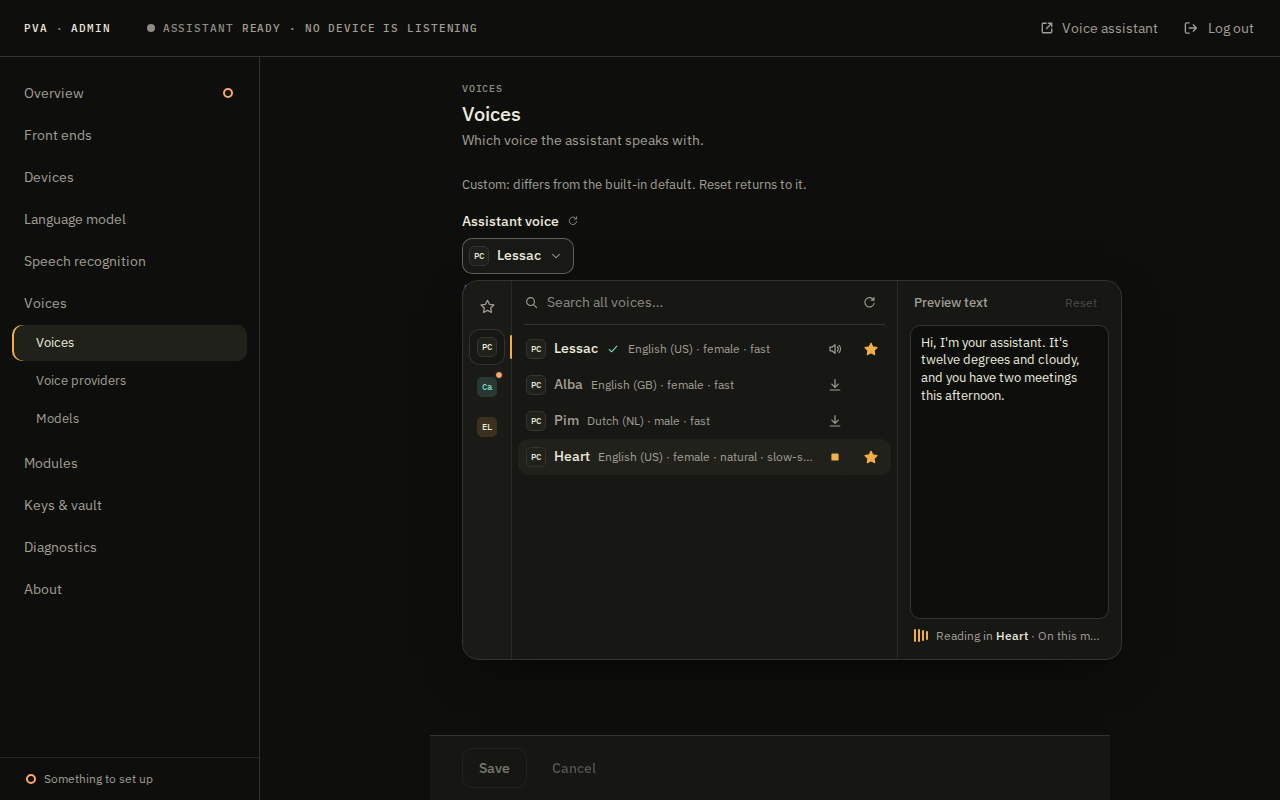 PVA · ADMIN
ASSISTANT READY · NO DEVICE IS LISTENING
Voice assistant
Log out
Overview
Front ends
Devices
Language model
Speech recognition
Voices
Voices
Voice providers
Models
Modules
Keys & vault
Diagnostics
About
Something to set up
VOICES
Voices
Which voice the assistant speaks with.
Custom: differs from the built-in default. Reset returns to it.
Assistant voice
PC Lessac
Search all voices...
PC
Ca
EL
PC Lessac English (US) · female · fast
PC Alba English (GB) · female · fast
PC Pim Dutch (NL) · male · fast
PC Heart English (US) · female · natural · slow-s...
Preview text
Reset
Hi, I'm your assistant. It's
twelve degrees and cloudy,
and you have two meetings
this afternoon.
Reading in Heart · On this m...
Save
Cancel